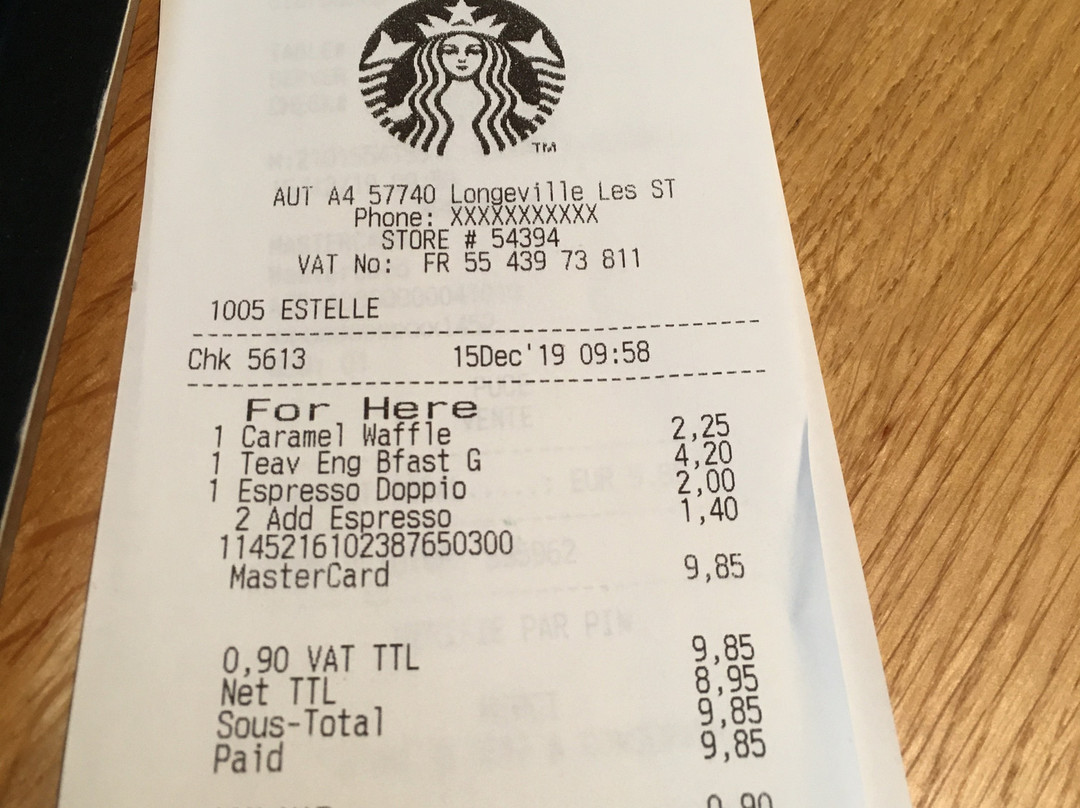 TM
AUT A4 57740 Longeville Les ST
Phone: XXXXXXXXXXX
STORE # 54394
VAT No: FR 55 439 73 811
1005 ESTELLE
Chk 5613 15Dec'19 09:58
For Here
1 Caramel Waffle 2,25
1 Teav Eng Bfast G 4,20
1 Espresso Doppio 2,00
2 Add Espresso 1,40
1145216102387650300
MasterCard 9,85
0,90 VAT TTL 9,85
Net TTL 8,95
Sous-Total 9,85
Paid 9,85
0,90